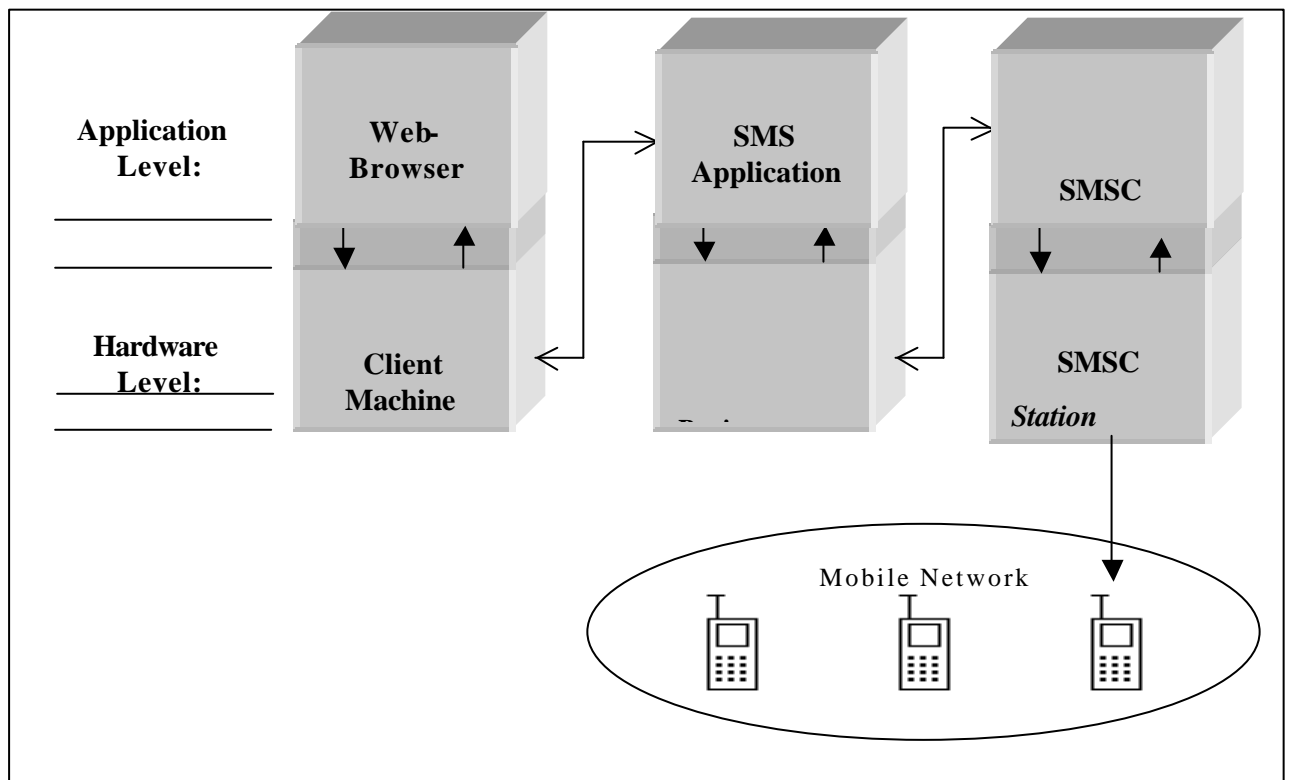 Application
Level:
Web-
Browser
SMS
Application
SMSC
Hardware
Level:
Client
Machine
SMSC
Station
Mobile Network